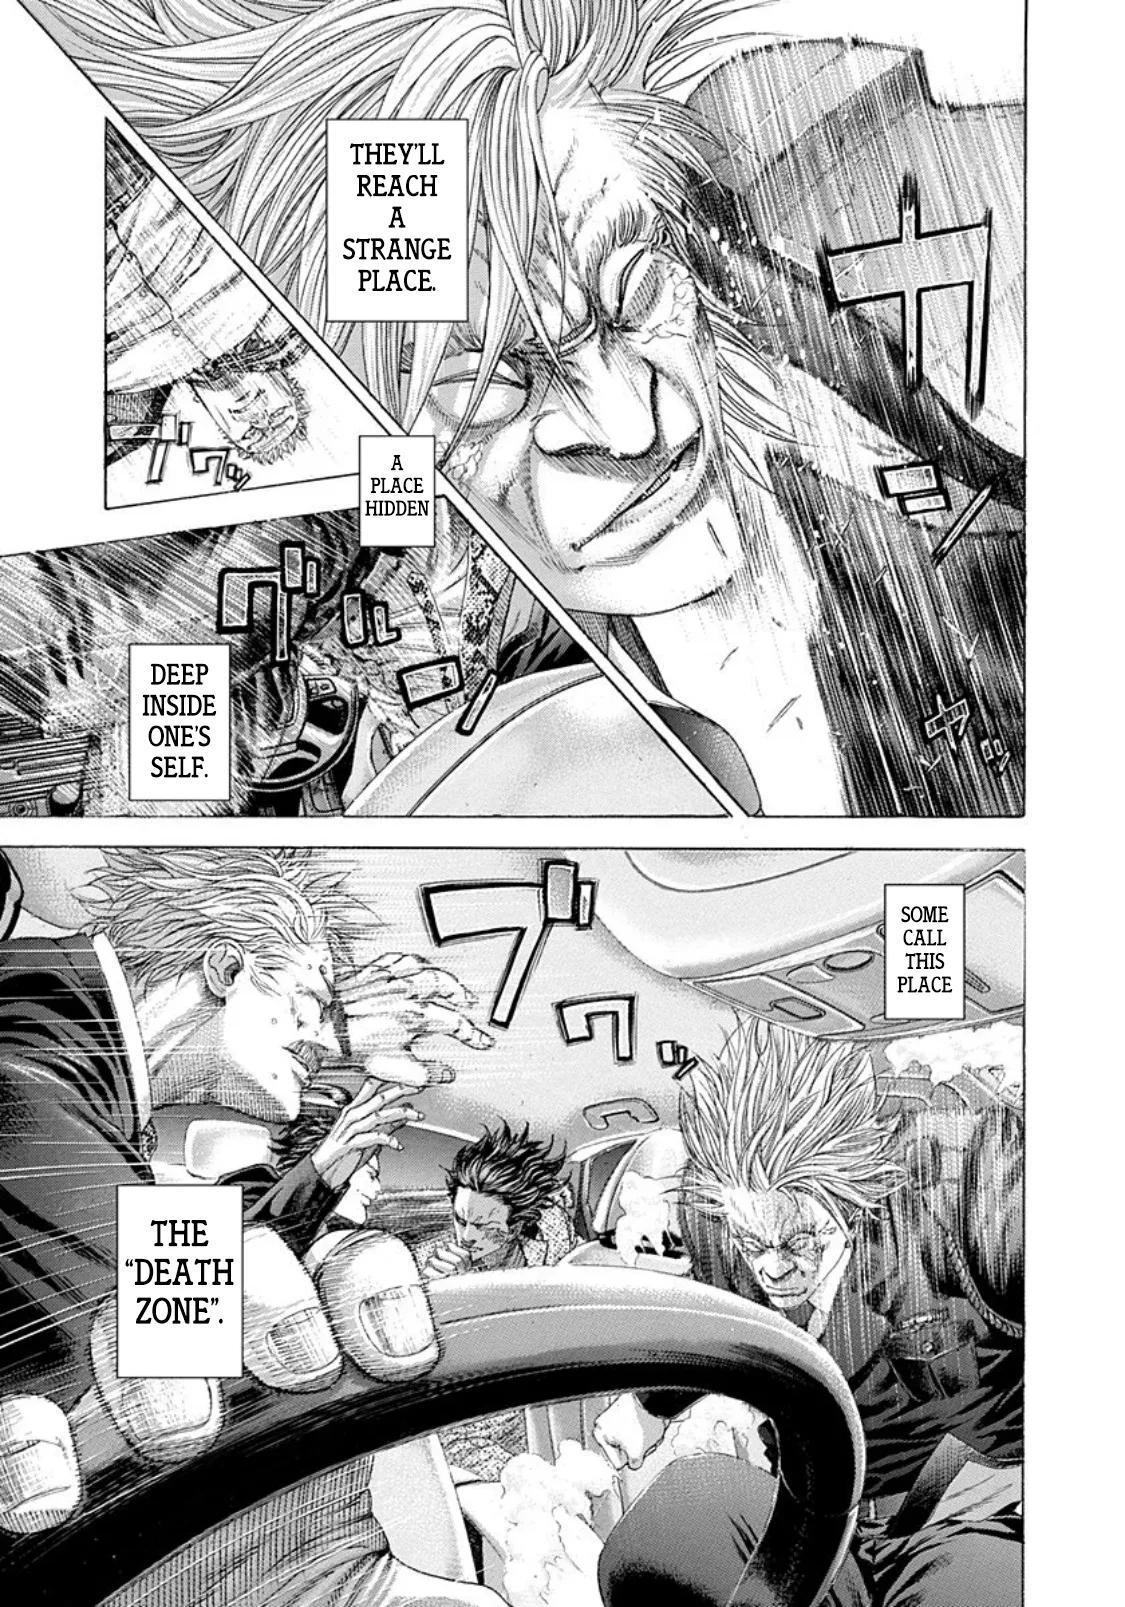 THEY'LL
REACH
A
STRANGE
PLACE.
A
PLACE
HIDDEN
DEEP
INSIDE
ONE'S
SELF.
SOME
CALL
THIS
PLACE
THE
“DEATH
ZONE”.